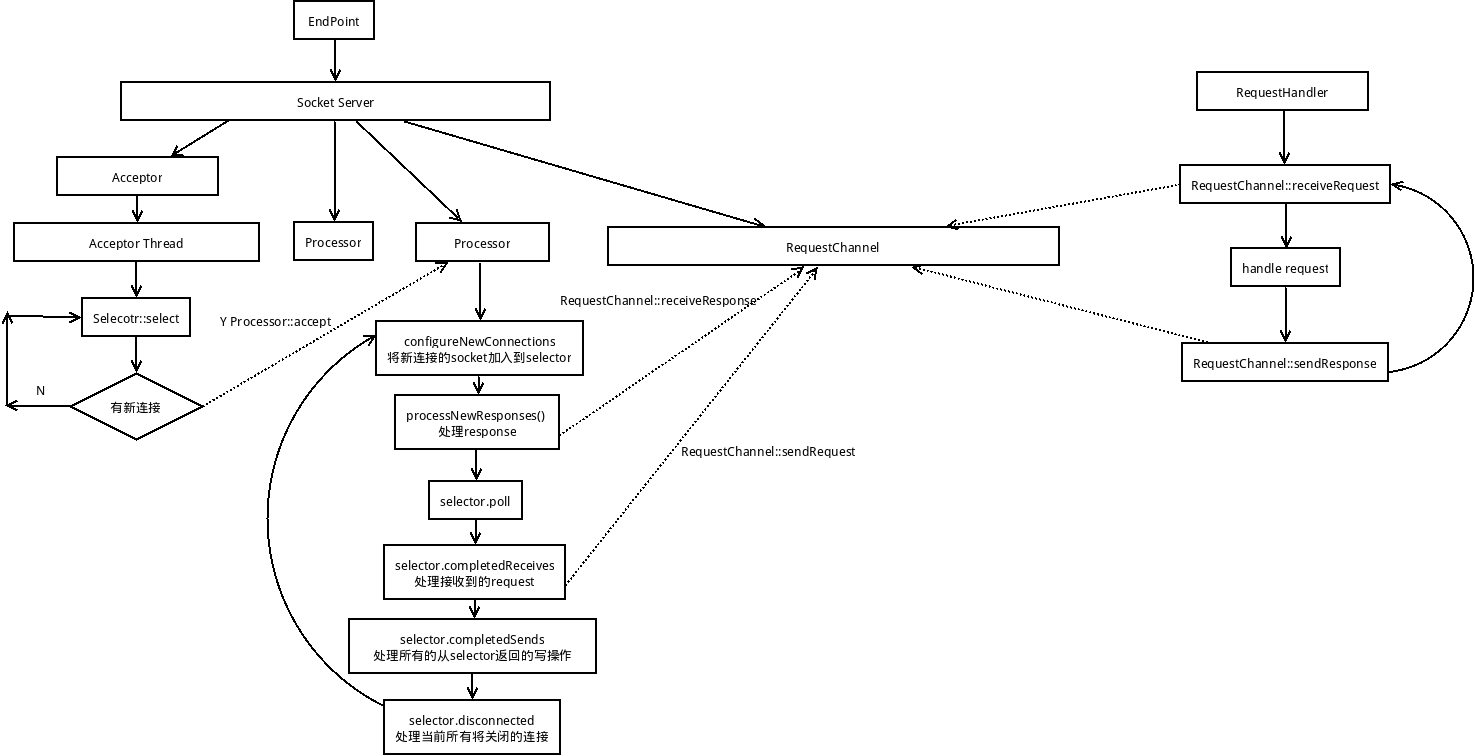 EndPoint
Socket Server
RequestHandler
Acceptor
RequestChannel::receiveRequest
Acceptor Thread
Processor
Processor
RequestChannel
handle request
Selecotr::select
Y Processor::accept
RequestChannel::receiveResponse
configureNewConnections
将新连接的socket加入到selector
RequestChannel::sendResponse
N
有新连接
processNewResponses()
处理response
RequestChannel::sendRequest
selector.poll
selector.completedReceives
处理接收到的request
selector.completedSends
处理所有的从selector返回的写操作
selector.disconnected
处理当前所有将关闭的连接